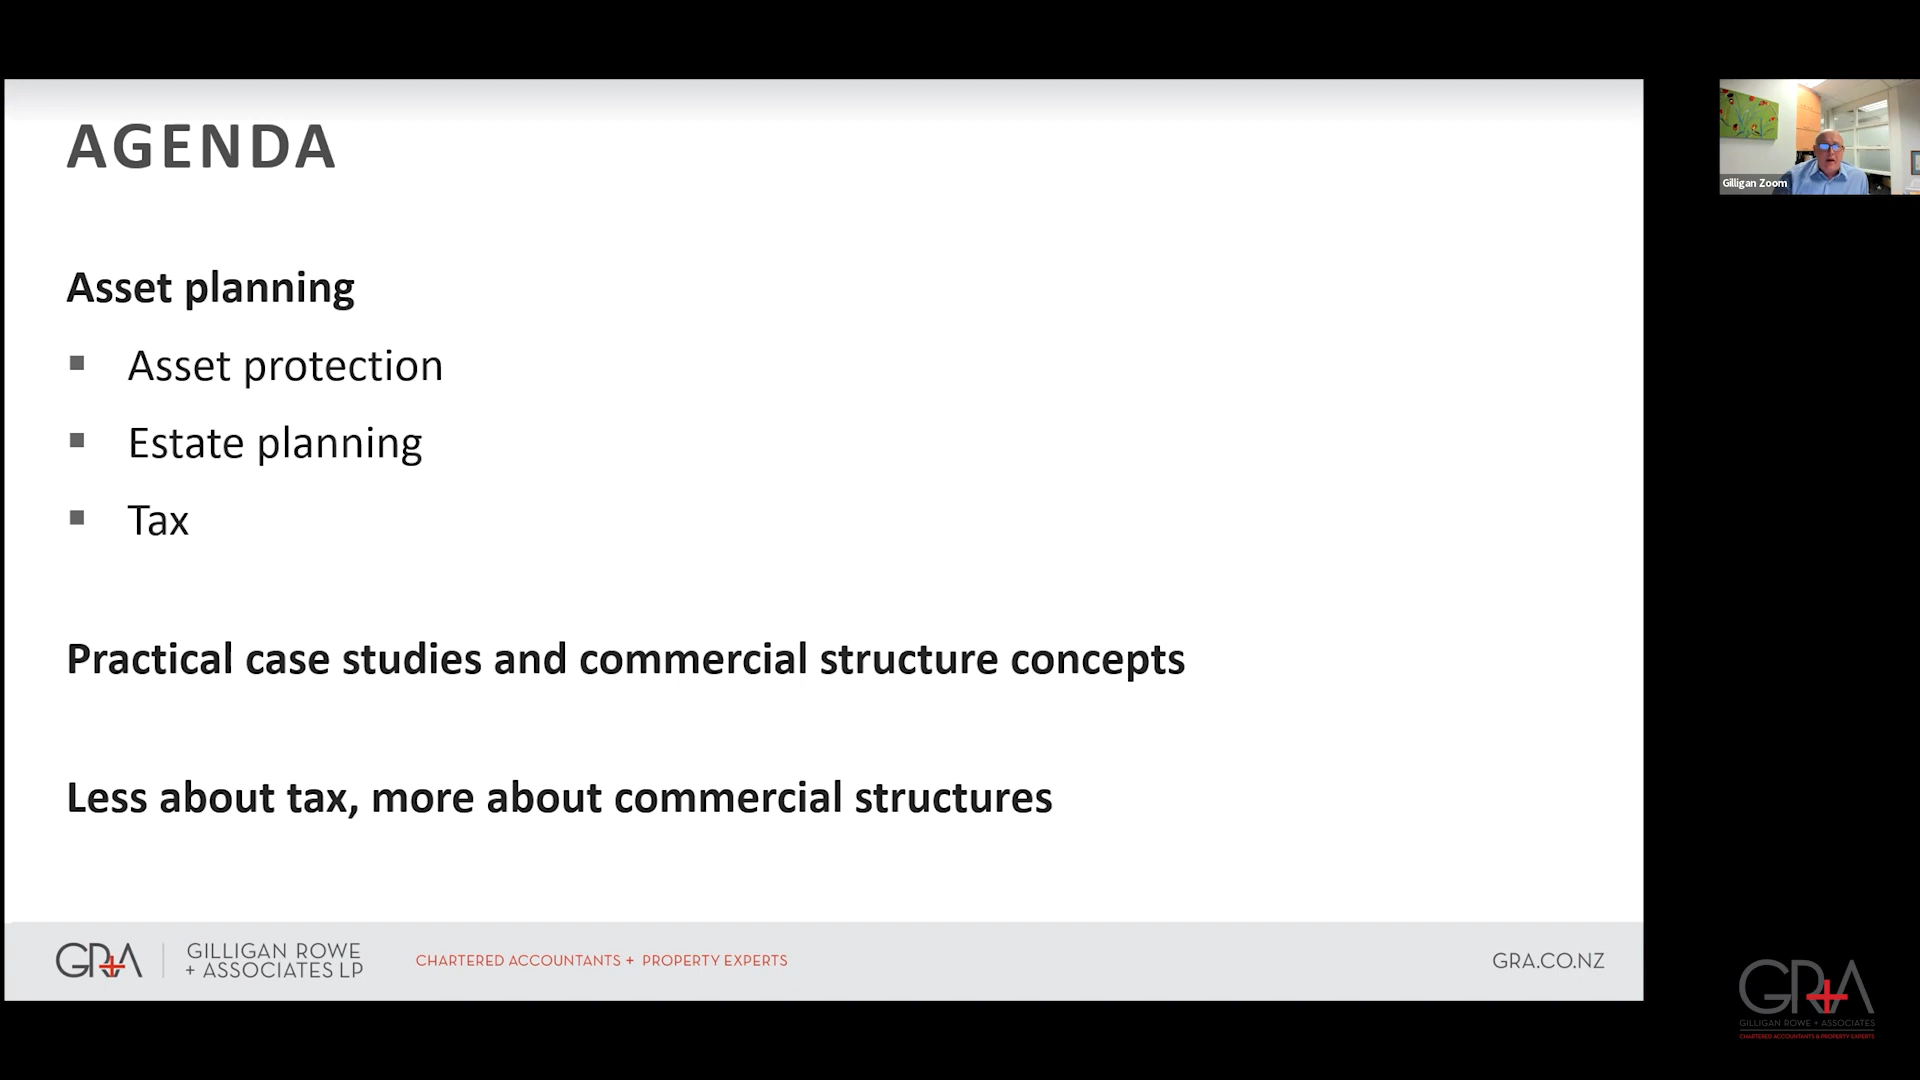 AGENDA
Asset planning
Asset protection
Estate planning
Tax
Practical case studies and commercial structure concepts
Less about tax, more about commercial structures
GRA
GILLIGAN ROWE
+ ASSOCIATES LP
CHARTERED ACCOUNTANTS + PROPERTY EXPERTS
GRA.CO.NZ
Gilligan Zoom
GRA
GILLIGAN ROWE + ASSOCIATES
CHARTERED ACCOUNTANTS & PROPERTY EXPERTS